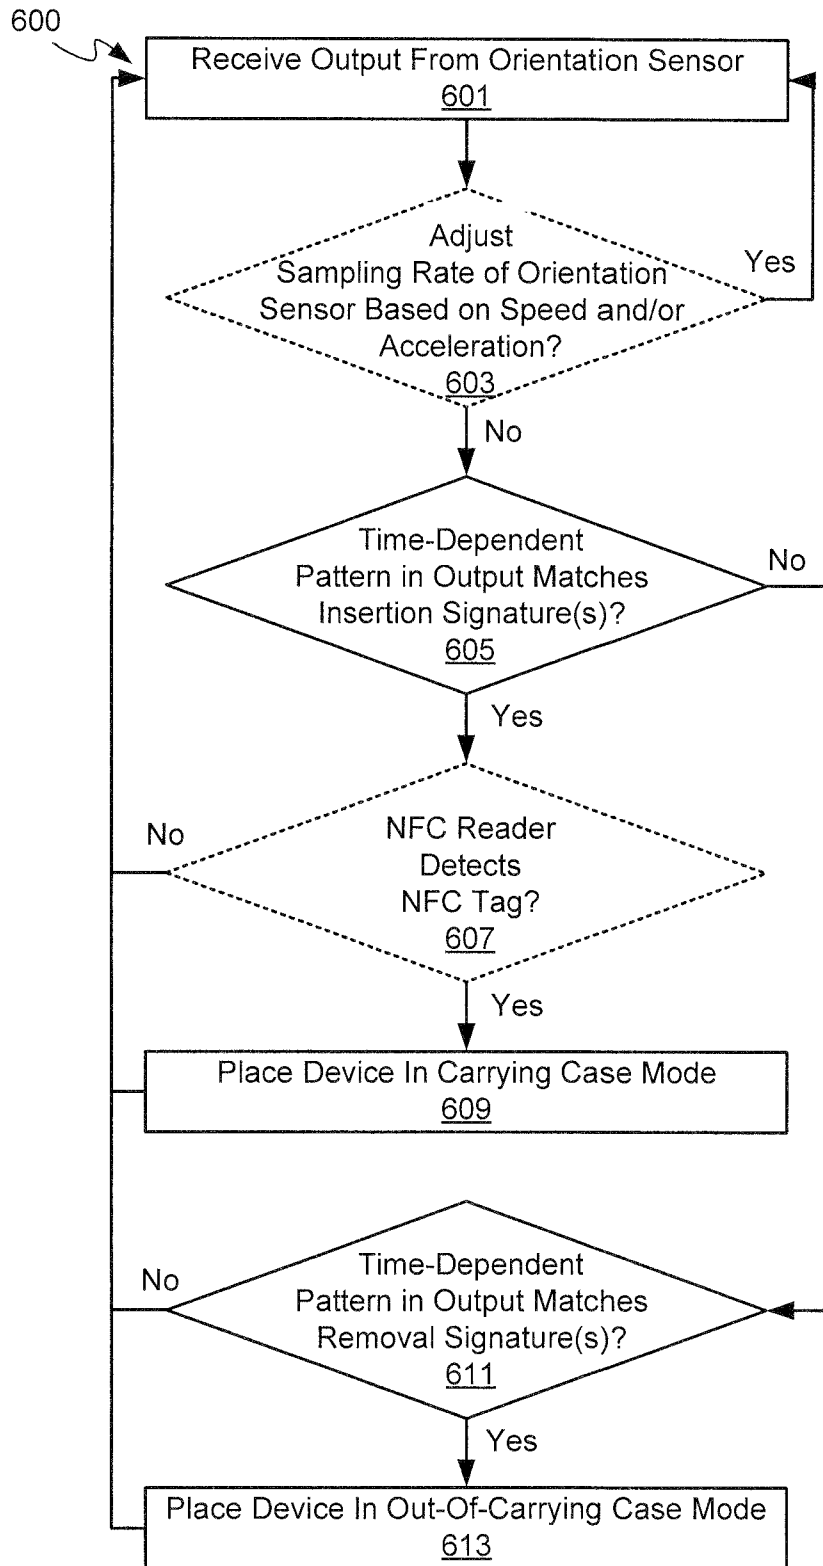 600
Receive Output From Orientation Sensor
601
Adjust
Sampling Rate of Orientation
Sensor Based on Speed and/or
Acceleration?
603
Yes
No
Time-Dependent
Pattern in Output Matches
Insertion Signature(s)?
605
No
Yes
NFC Reader
Detects
NFC Tag?
607
No
Yes
Place Device In Carrying Case Mode
609
Time-Dependent
Pattern in Output Matches
Removal Signature(s)?
611
No
Yes
Place Device In Out-Of-Carrying Case Mode
613